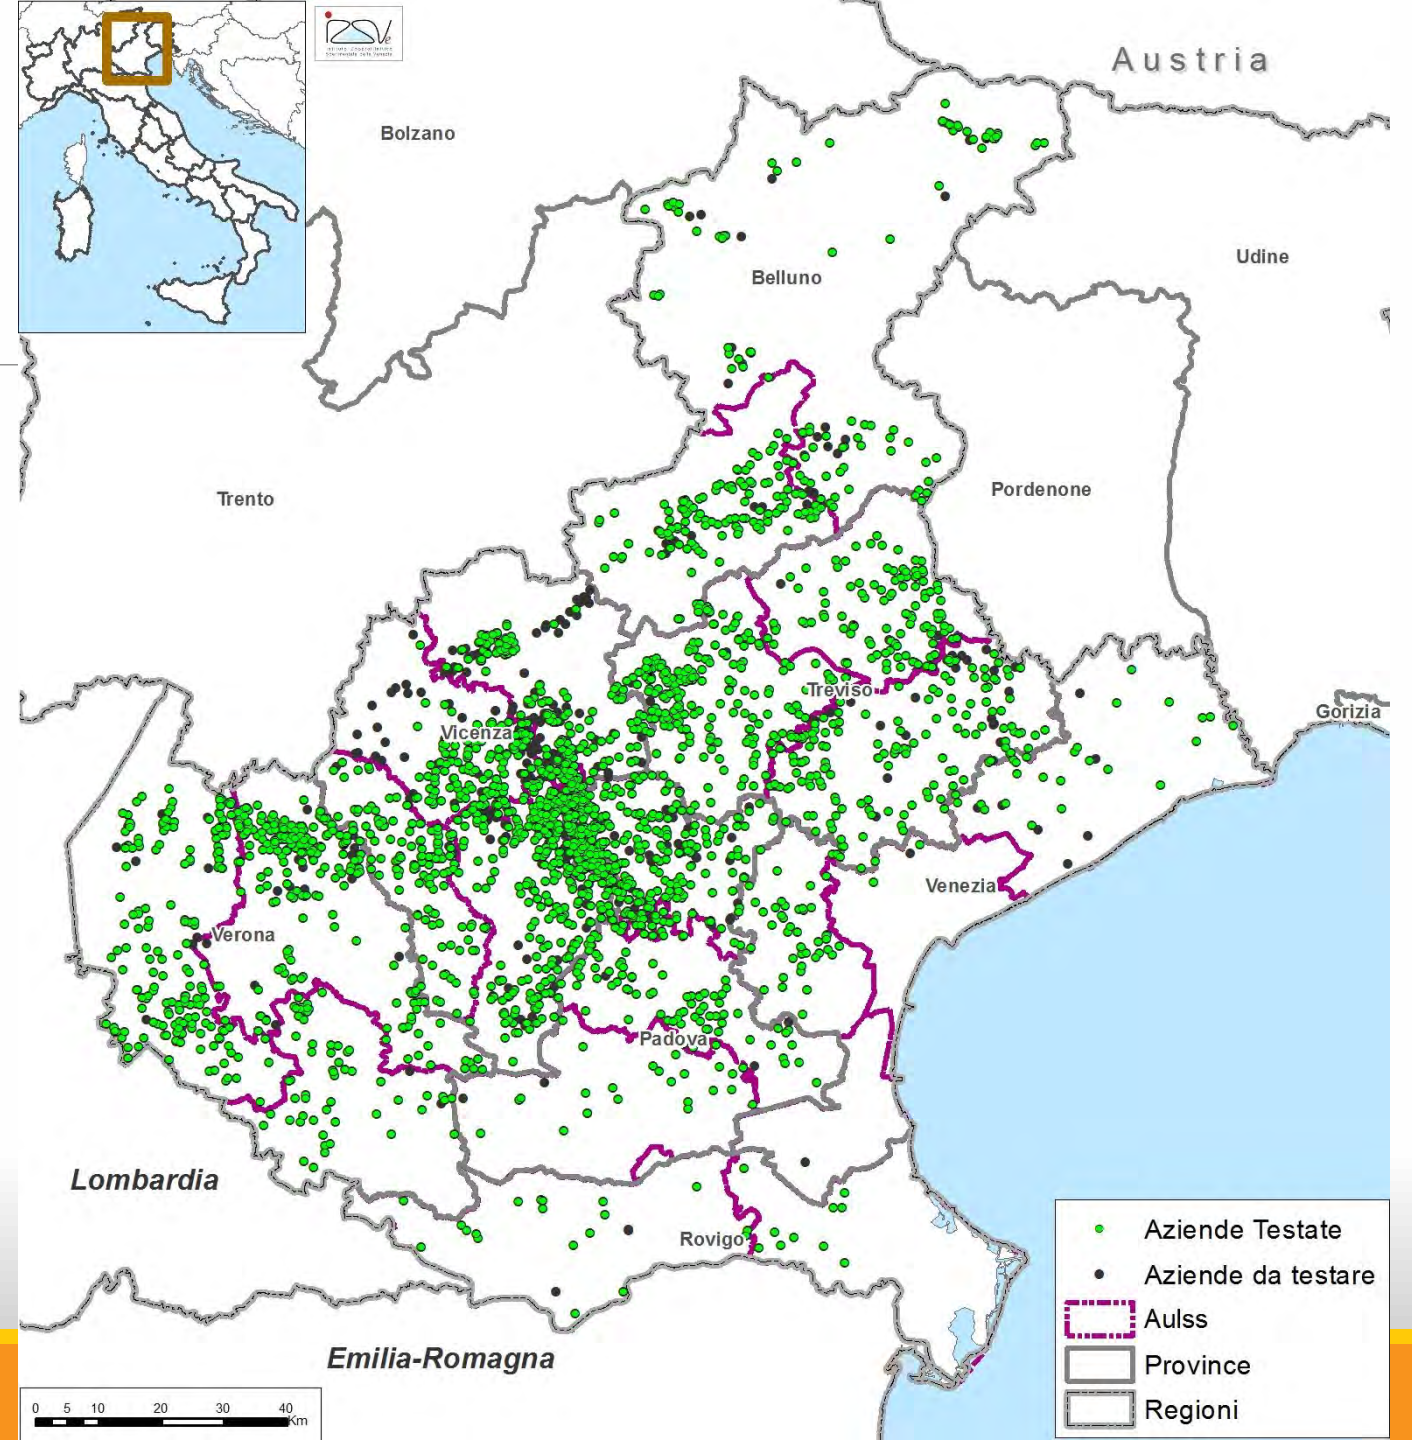 Austria
Bolzano
Udine
Belluno
Trento
Pordenone
Treviso
Gorizia
Vicenza
Venezia
Verona
Padova
Lombardia
Rovigo
Aziende Testate
Aziende da testare
Aulss
Province
Regioni
Emilia-Romagna
0 5 10 20 30 40
Km